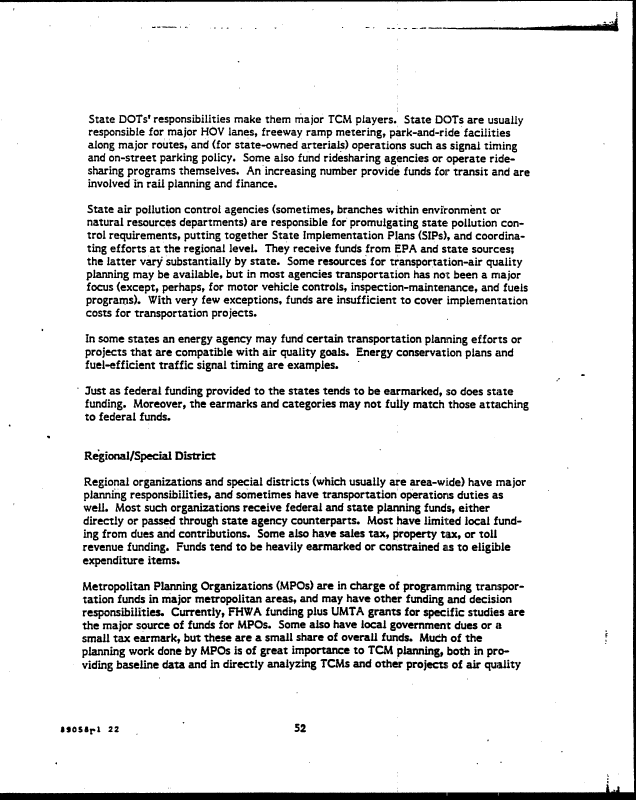 State DOTs' responsibilities make them major TCM players. State DOTs are usually
responsible for major HOV lanes, freeway ramp metering, park-and-ride facilities
along major routes, and (for state-owned arterials) operations such as signal timing
and on-street parking policy. Some also fund ridesharing agencies or operate ride-
sharing programs themselves. An increasing number provide funds for transit and are
involved in rail planning and finance.
State air pollution control agencies (sometimes, branches within environment or
natural resources departments) are responsible for promulgating state pollution con-
trol requirements, putting together State Implementation Plans (SIPs), and coordina-
ting efforts at the regional level. They receive funds from EPA and state sources;
the latter vary substantially by state. Some resources for transportation-air quality
planning may be available, but in most agencies transportation has not been a major
focus (except, perhaps, for motor vehicle controls, inspection-maintenance, and fuels
programs). With very few exceptions, funds are insufficient to cover implementation
costs for transportation projects.
In some states an energy agency may fund certain transportation planning efforts or
projects that are compatible with air quality goals. Energy conservation plans and
fuel-efficient traffic signal timing are examples.
Just as federal funding provided to the states tends to be earmarked, so does state
funding. Moreover, the earmarks and categories may not fully match those attaching
to federal funds.
Regional/Special District
Regional organizations and special districts (which usually are area-wide) have major
planning responsibilities, and sometimes have transportation operations duties as
well. Most such organizations receive federal and state planning funds, either
directly or passed through state agency counterparts. Most have limited local fund-
ing from dues and contributions. Some also have sales tax, property tax, or toll
revenue funding. Funds tend to be heavily earmarked or constrained as to eligible
expenditure items.
Metropolitan Planning Organizations (MPOs) are in charge of programming transpor-
tation funds in major metropolitan areas, and may have other funding and decision
responsibilities. Currently, FHWA funding plus UMTA grants for specific studies are
the major source of funds for MPOs. Some also have local government dues or a
small tax earmark, but these are a small share of overall funds. Much of the
planning work done by MPOs is of great importance to TCM planning, both in pro-
viding baseline data and in directly analyzing TCMs and other projects of air quality
89058r1 22
52